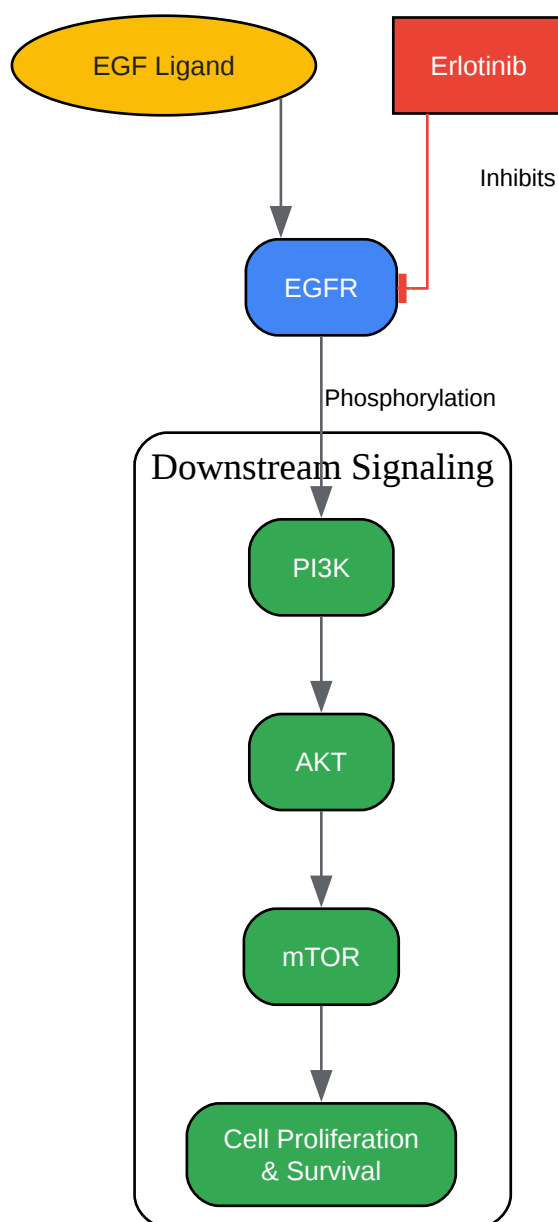 EGF Ligand
Erlotinib
Inhibits
EGFR
Phosphorylation
Downstream Signaling
PI3K
AKT
mTOR
Cell Proliferation
& Survival